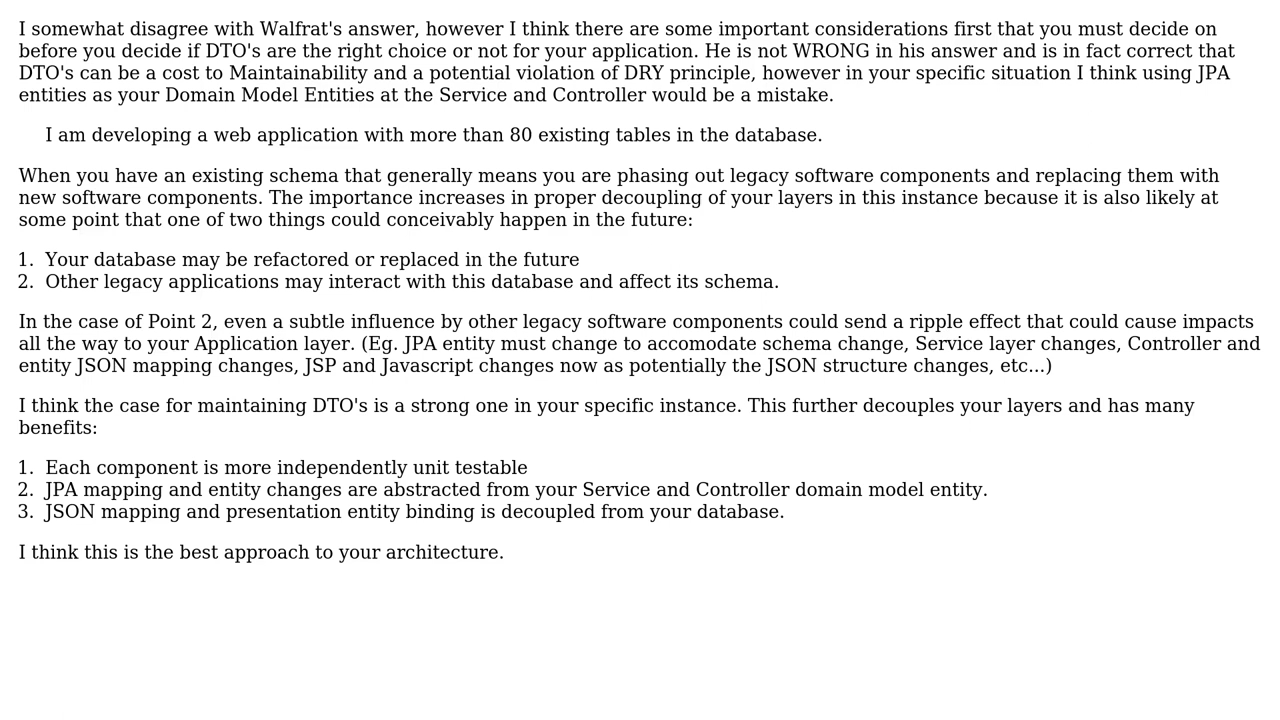 I somewhat disagree with Walfrat's answer, however I think there are some important considerations first that you must decide on
before you decide if DTO's are the right choice or not for your application. He is not WRONG in his answer and is in fact correct that
DTO's can be a cost to Maintainability and a potential violation of DRY principle, however in your specific situation I think using JPA
entities as your Domain Model Entities at the Service and Controller would be a mistake.
I am developing a web application with more than 80 existing tables in the database.
When you have an existing schema that generally means you are phasing out legacy software components and replacing them with
new software components. The importance increases in proper decoupling of your layers in this instance because it is also likely at
some point that one of two things could conceivably happen in the future:
1. Your database may be refactored or replaced in the future
2. Other legacy applications may interact with this database and affect its schema.
In the case of Point 2, even a subtle influence by other legacy software components could send a ripple effect that could cause impacts
all the way to your Application layer. (Eg. JPA entity must change to accomodate schema change, Service layer changes, Controller and
entity JSON mapping changes, JSP and Javascript changes now as potentially the JSON structure changes, etc...)
I think the case for maintaining DTO's is a strong one in your specific instance. This further decouples your layers and has many
benefits:
1. Each component is more independently unit testable
2. JPA mapping and entity changes are abstracted from your Service and Controller domain model entity.
3. JSON mapping and presentation entity binding is decoupled from your database.
I think this is the best approach to your architecture.